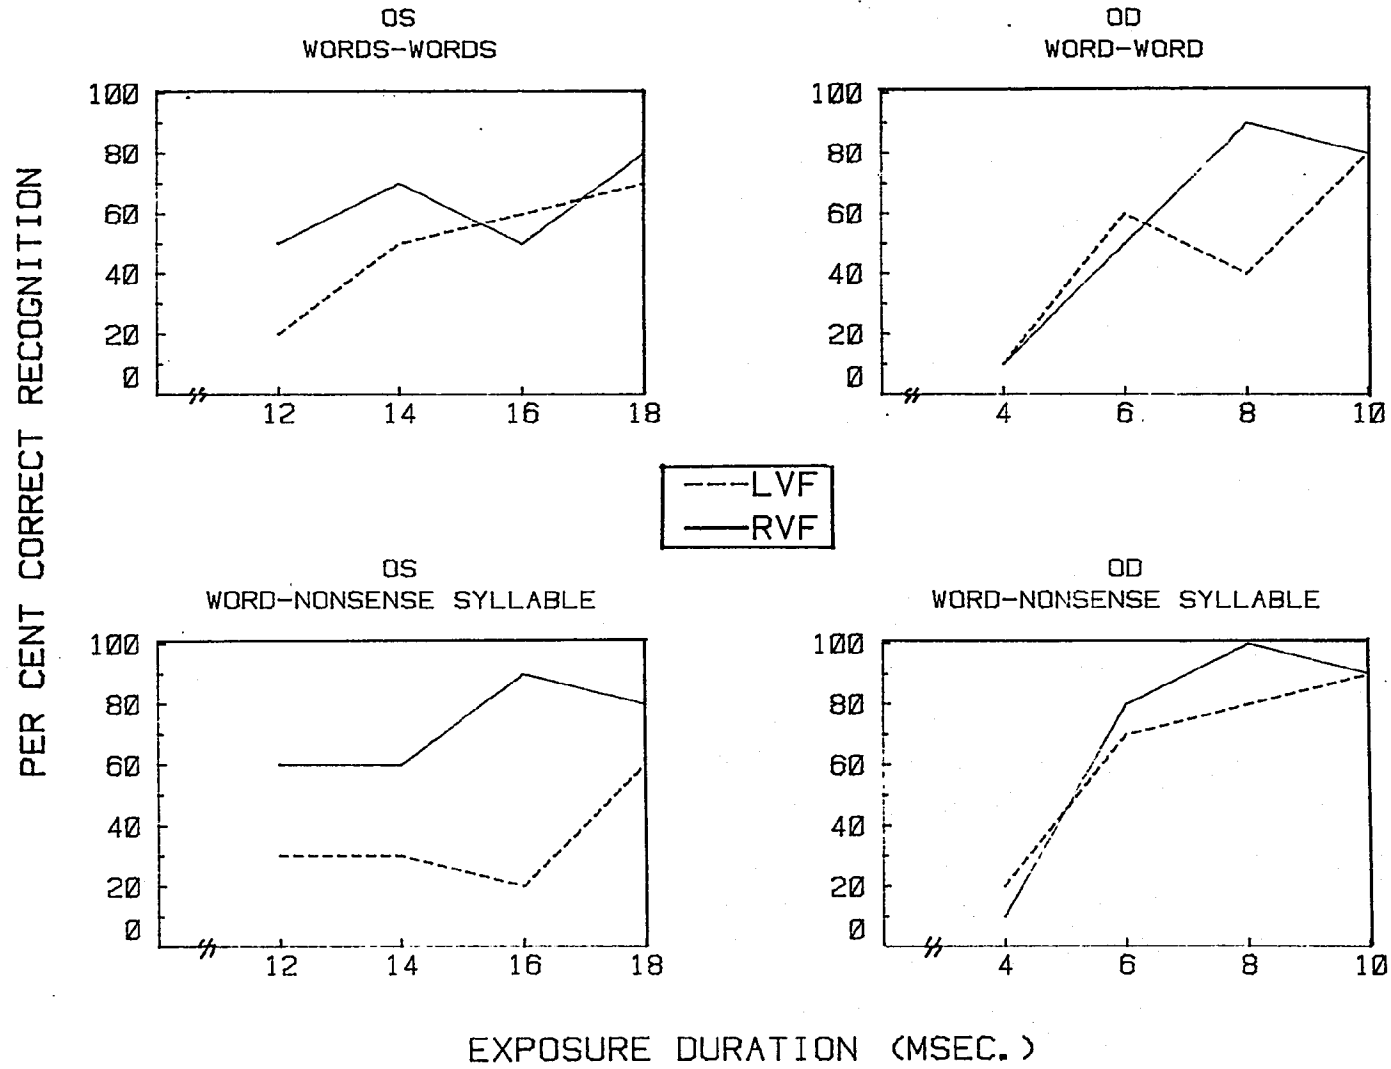 OS
WORDS-WORDS
OD
WORD-WORD
100
80
60
40
20
0
12 14 16 18
100
80
60
40
20
0
4 6 8 10
PER CENT CORRECT RECOGNITION
LVF
RVF
OS
WORD-NONSENSE SYLLABLE
OD
WORD-NONSENSE SYLLABLE
100
80
60
40
20
0
12 14 16 18
100
80
60
40
20
0
4 6 8 10
EXPOSURE DURATION (MSEC.)